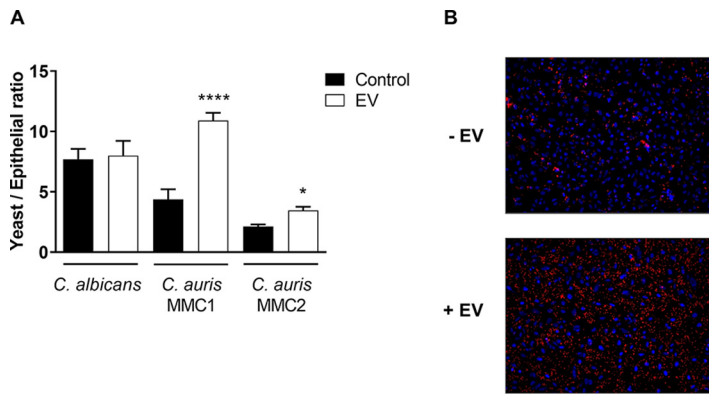 A
B
15
10
5
0
Yeast / Epithelial ratio
****
*
Control
EV
C. albicans
C. auris
MMC1
C. auris
MMC2
- EV
+ EV